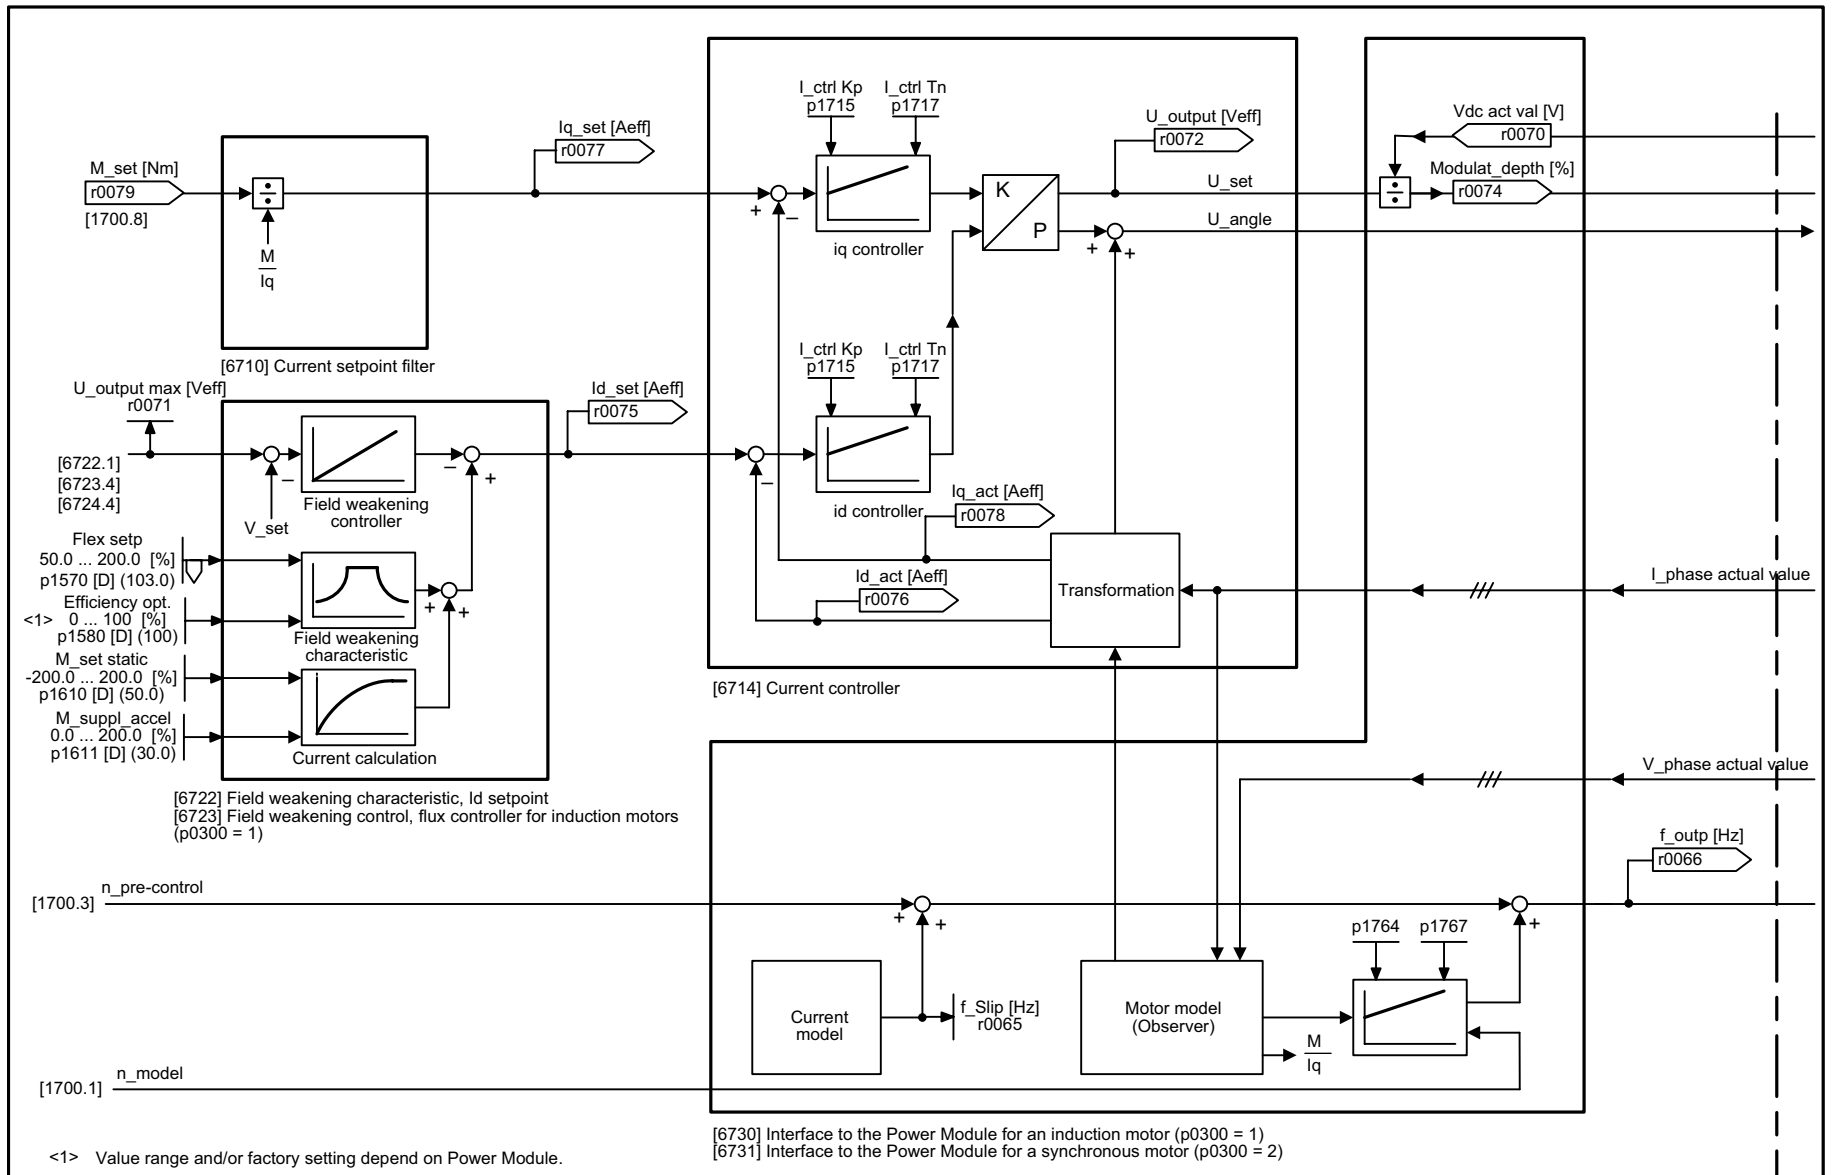 M_set [Nm]
r0079
[1700.8]
M
Iq
[6710] Current setpoint filter
Iq_set [Aeff]
r0077
I_ctrl Kp
p1715
I_ctrl Tn
p1717
+
–
iq controller
K
P
U_output [Veff]
r0072
U_set
U_angle
+
+
Vdc act val [V]
r0070
Modulat_depth [%]
r0074
U_output max [Veff]
r0071
[6722.1]
[6723.4]
[6724.4]
–
V_set
Field weakening
controller
–
+
Id_set [Aeff]
r0075
I_ctrl Kp
p1715
I_ctrl Tn
p1717
–
id controller
Iq_act [Aeff]
r0078
Id_act [Aeff]
r0076
Transformation
I_phase actual value
Flex setp
50.0 ... 200.0 [%]
p1570 [D] (103.0)
Efficiency opt.
<1> 0 ... 100 [%]
p1580 [D] (100)
Field weakening
characteristic
+
+
M_set static
-200.0 ... 200.0 [%]
p1610 [D] (50.0)
M_suppl_accel
0.0 ... 200.0 [%]
p1611 [D] (30.0)
Current calculation
[6714] Current controller
[6722] Field weakening characteristic, Id setpoint
[6723] Field weakening control, flux controller for induction motors
(p0300 = 1)
V_phase actual value
f_outp [Hz]
r0066
n_pre-control
[1700.3]
+
+
+
p1764
p1767
Current
model
f_Slip [Hz]
r0065
Motor model
(Observer)
M
Iq
n_model
[1700.1]
[6730] Interface to the Power Module for an induction motor (p0300 = 1)
[6731] Interface to the Power Module for a synchronous motor (p0300 = 2)
<1> Value range and/or factory setting depend on Power Module.